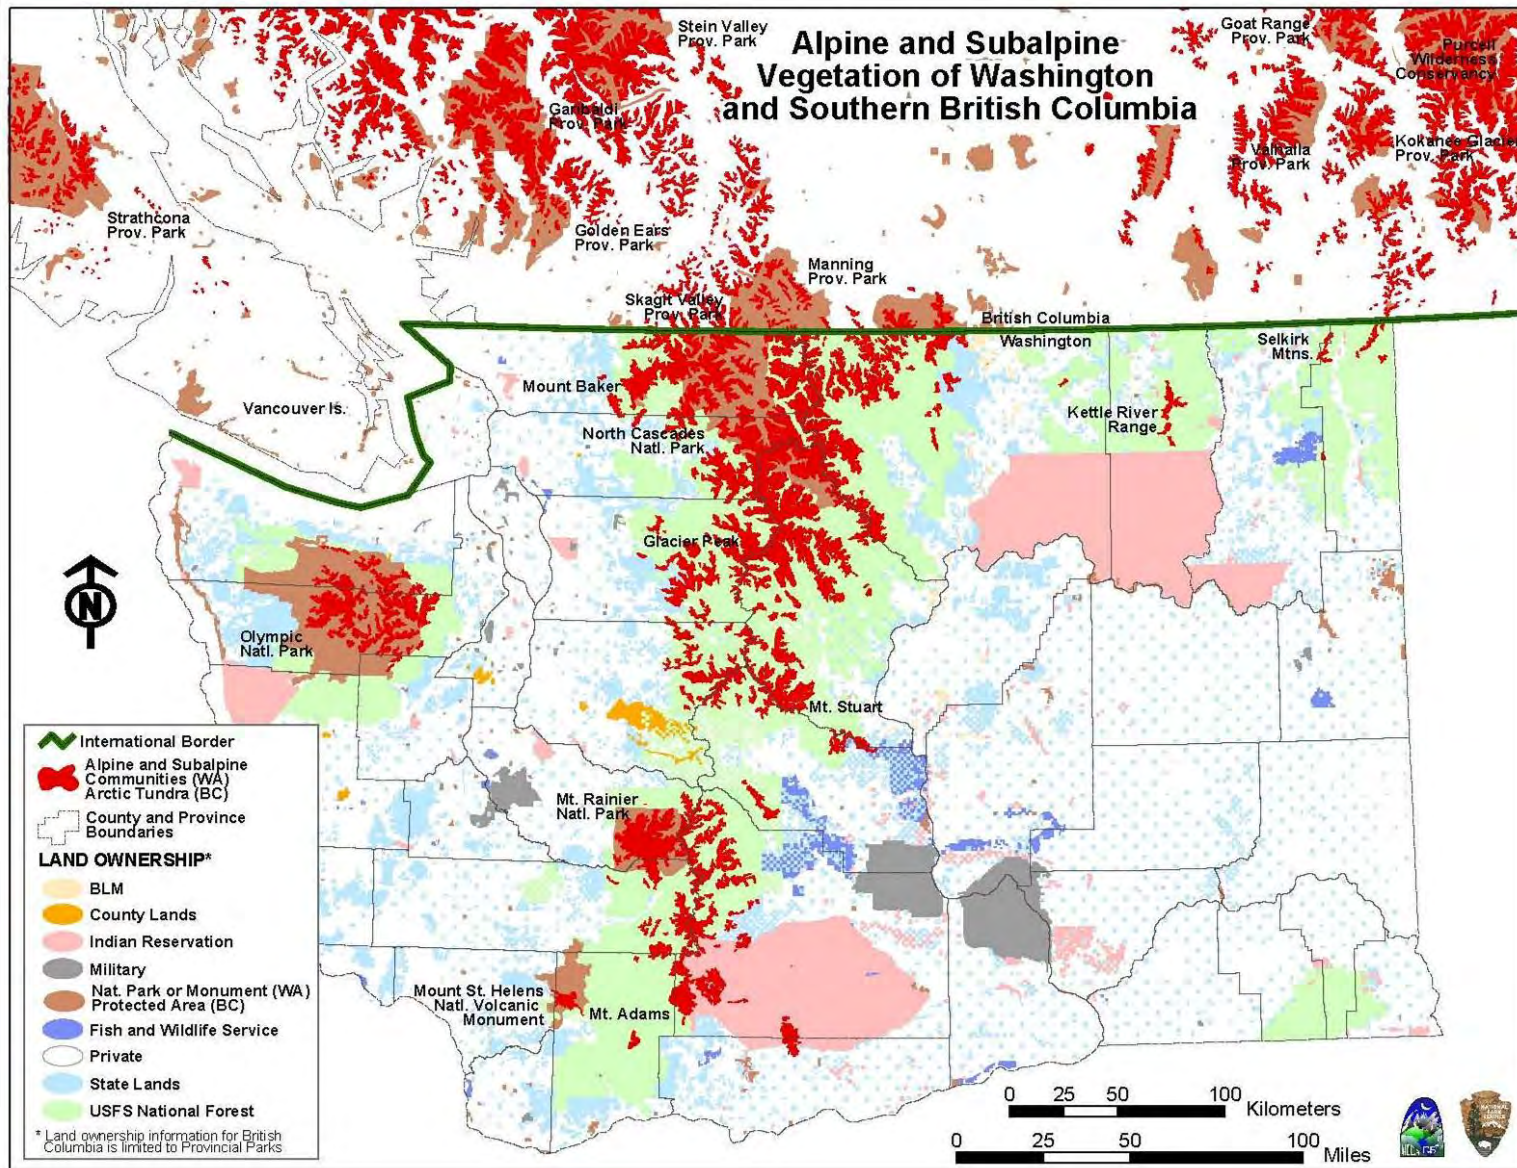 Alpine and Subalpine
Vegetation of Washington
and Southern British Columbia
Stein Valley
Prov. Park
Goat Range
Prov. Park
Purcell
Wilderness
Conservancy
Garibaldi
Prov. Park
Valhalla
Prov. Park
Kokanee Glacier
Prov. Park
Strathcona
Prov. Park
Golden Ears
Prov. Park
Manning
Prov. Park
Skagit Valley
Prov. Park
British Columbia
Washington
Selkirk
Mtns.
Mount Baker
Vancouver Is.
Kettle River
Range
North Cascades
Natl. Park
Glacier Peak
N
Olympic
Natl. Park
Mt. Stuart
Mt. Rainier
Natl. Park
Mount St. Helens
Natl. Volcanic
Monument
Mt. Adams
International Border
Alpine and Subalpine
Communities (WA)
Arctic Tundra (BC)
County and Province
Boundaries
LAND OWNERSHIP*
BLM
County Lands
Indian Reservation
Military
Nat. Park or Monument (WA)
Protected Area (BC)
Fish and Wildlife Service
Private
State Lands
USFS National Forest
* Land ownership information for British
Columbia is limited to Provincial Parks
0 25 50 100 Kilometers
0 25 50 100 Miles
NATIONAL
PARK
SERVICE